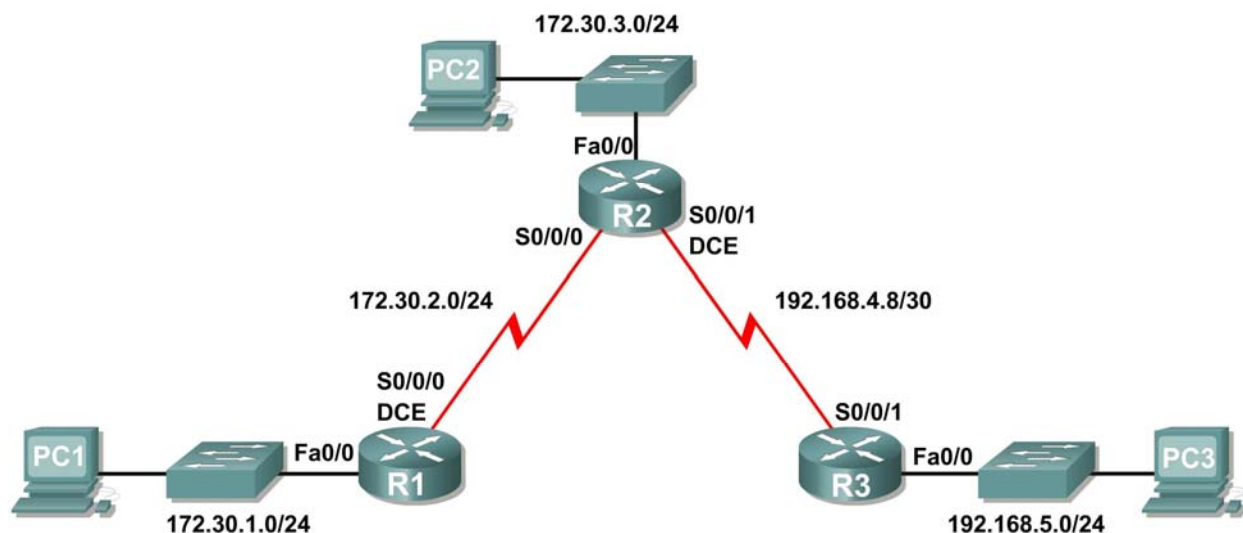 172.30.3.0/24
PC2
Fa0/0
R2
S0/0/1
DCE
S0/0/0
172.30.2.0/24
192.168.4.8/30
S0/0/0
DCE
S0/0/1
PC1
Fa0/0
R1
R3
Fa0/0
PC3
172.30.1.0/24
192.168.5.0/24